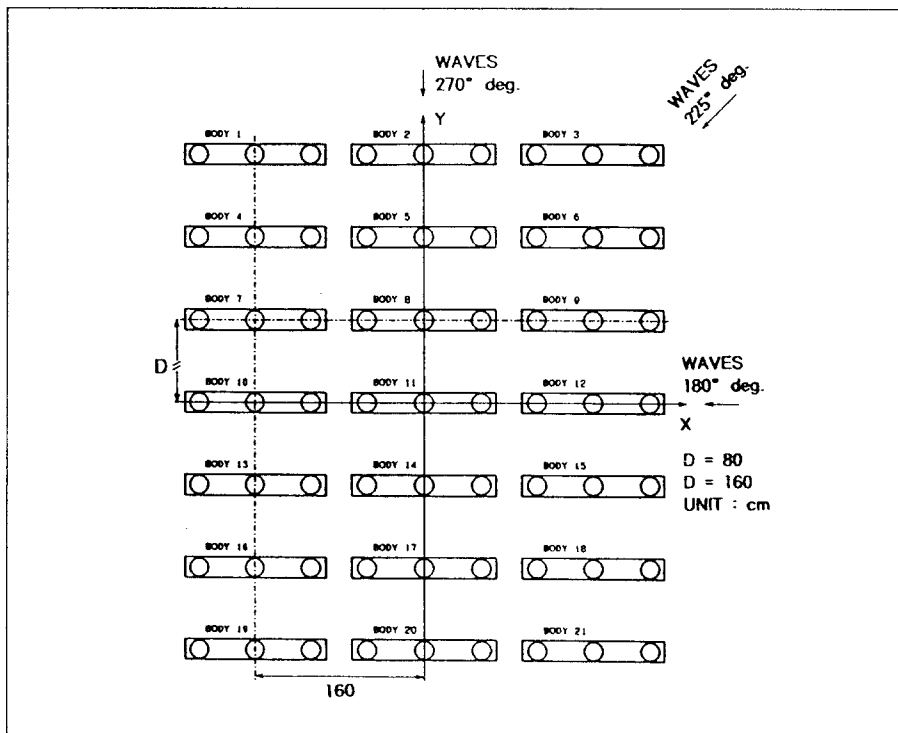 WAVES
270° deg.
WAVES
225° deg.
Y
BODY 1
BODY 2
BODY 3
BODY 4
BODY 5
BODY 6
BODY 7
BODY 8
BODY 9
D
BODY 10
BODY 11
BODY 12
WAVES
180° deg.
X
D = 80
D = 160
UNIT : cm
BODY 13
BODY 14
BODY 15
BODY 16
BODY 17
BODY 18
BODY 19
BODY 20
BODY 21
160